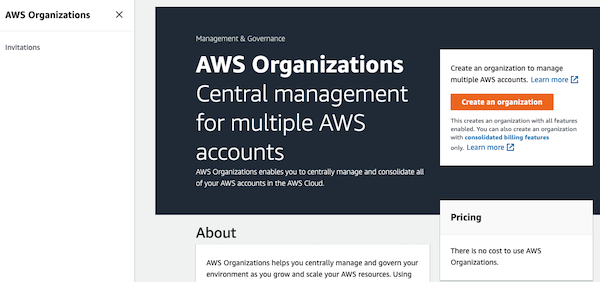 AWS Organizations
Invitations
Management & Governance
AWS Organizations
Central management
for multiple AWS
accounts
AWS Organizations enables you to centrally manage and consolidate all
of your AWS accounts in the AWS Cloud.
Create an organization to manage
multiple AWS accounts. Learn more
Create an organization
This creates an organization with all features
enabled. You can also create an organization
with consolidated billing features
only. Learn more
Pricing
There is no cost to use AWS
Organizations.
About
AWS Organizations helps you centrally manage and govern your
environment as you grow and scale your AWS resources. Using